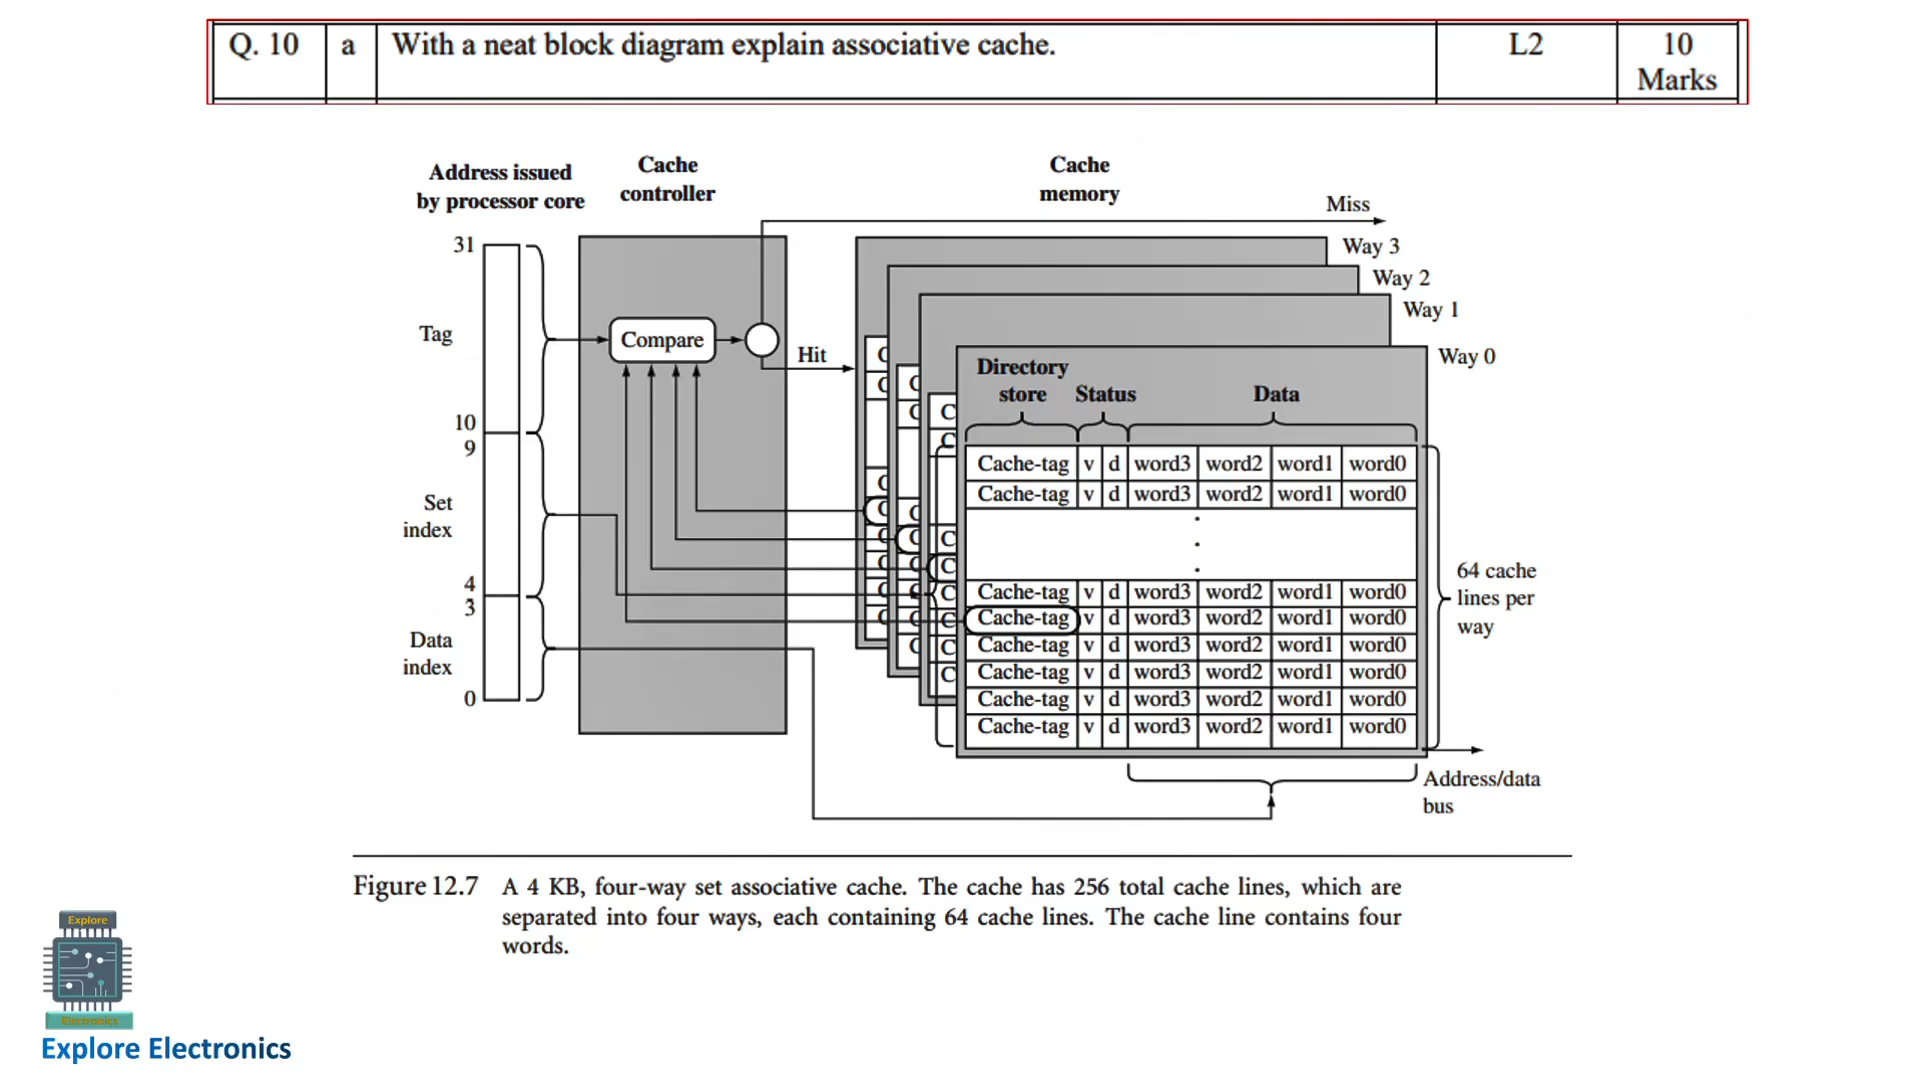 Q. 10 a With a neat block diagram explain associative cache. L2 10
Marks
Address issued
by processor core
Cache
controller
Cache
memory
Miss
31
Way 3
Way 2
Way 1
Way 0
Tag
Compare
Hit
Directory
store Status Data
10
9
Cache-tag v d word3 word2 word1 word0
Cache-tag v d word3 word2 word1 word0
.
.
.
Set
index
4
3
Cache-tag v d word3 word2 word1 word0
Cache-tag v d word3 word2 word1 word0
Cache-tag v d word3 word2 word1 word0
Cache-tag v d word3 word2 word1 word0
Cache-tag v d word3 word2 word1 word0
Cache-tag v d word3 word2 word1 word0
64 cache
lines per
way
Data
index
0
Address/data
bus
Figure 12.7 A 4 KB, four-way set associative cache. The cache has 256 total cache lines, which are
separated into four ways, each containing 64 cache lines. The cache line contains four
words.
Explore
Electronics
Explore Electronics